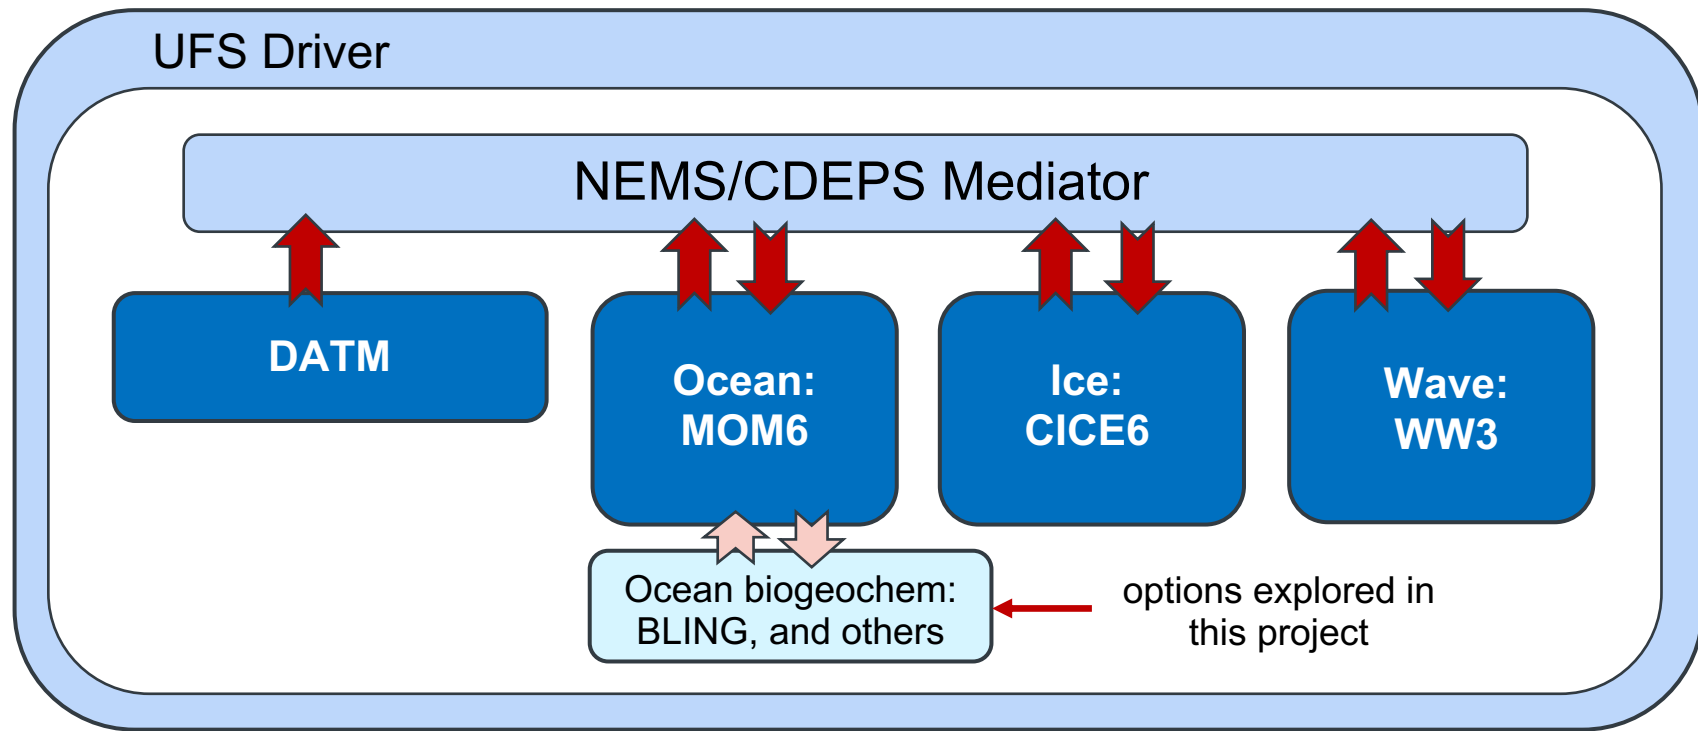 UFS Driver
NEMS/CDEPS Mediator
DATM
Ocean:
MOM6
Ice:
CICE6
Wave:
WW3
Ocean biogeochem:
BLING, and others
options explored in
this project